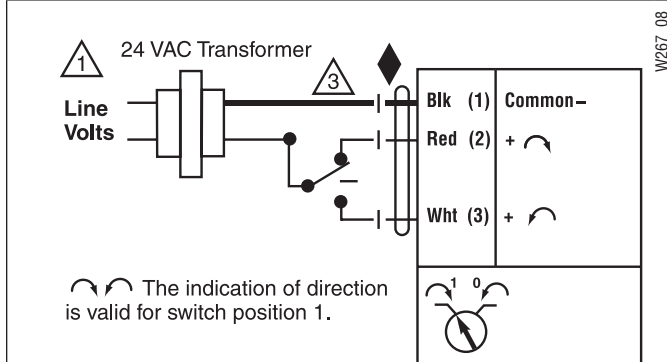 W267_08
1
24 VAC Transformer
3
Line
Volts
Blk (1) Common–
Red (2) +
Wht (3) +
The indication of direction
is valid for switch position 1.
1 0